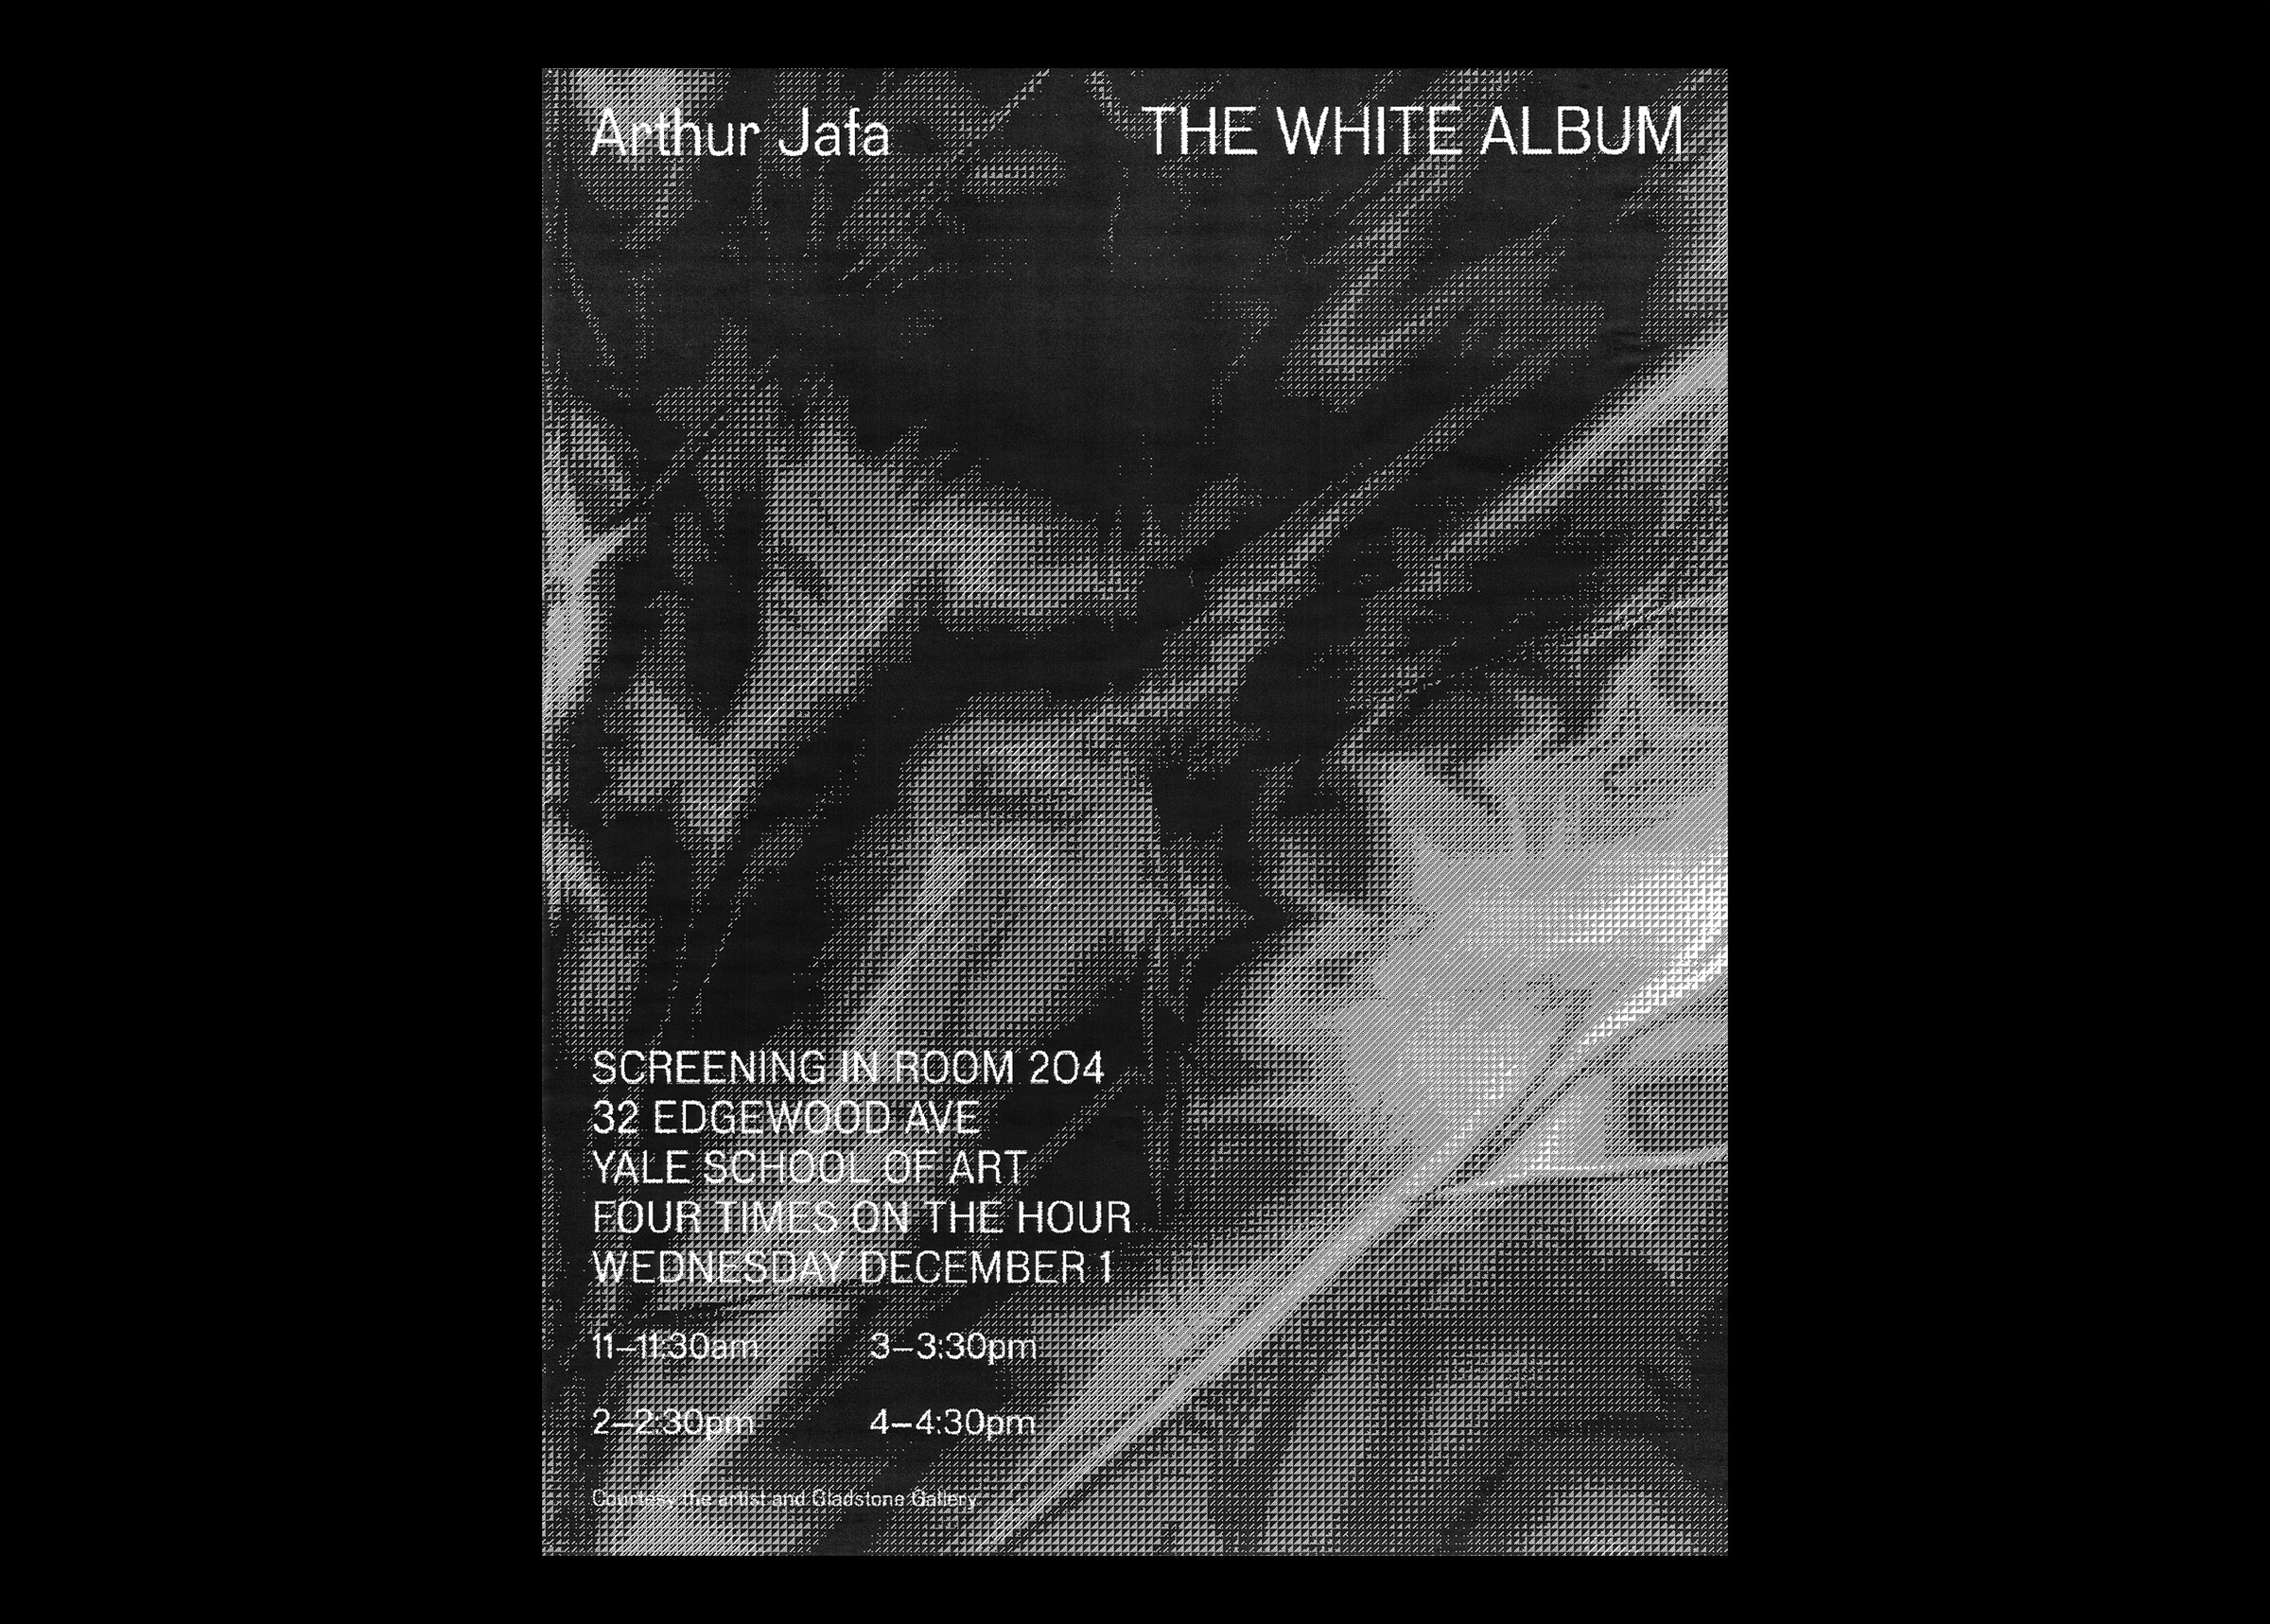 Arthur Jafa THE WHITE ALBUM
SCREENING IN ROOM 204
32 EDGEWOOD AVE
YALE SCHOOL OF ART
FOUR TIMES ON THE HOUR
WEDNESDAY DECEMBER 1
11–11:30am 3–3:30pm
2–2:30pm 4–4:30pm
Courtesy the artist and Gladstone Gallery